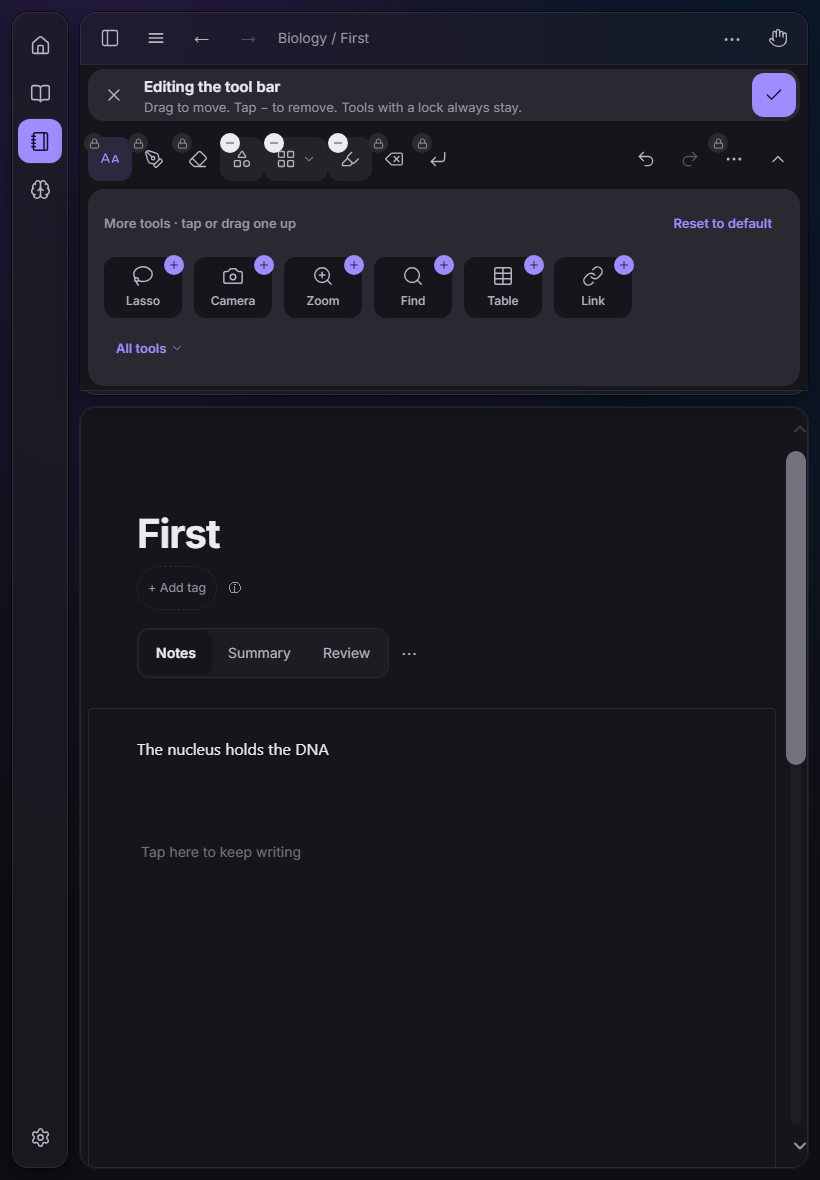 Biology / First
Editing the tool bar
Drag to move. Tap − to remove. Tools with a lock always stay.
AA
More tools · tap or drag one up
Reset to default
Lasso
Camera
Zoom
Find
Table
Link
All tools
First
+ Add tag
Notes
Summary
Review
The nucleus holds the DNA
Tap here to keep writing